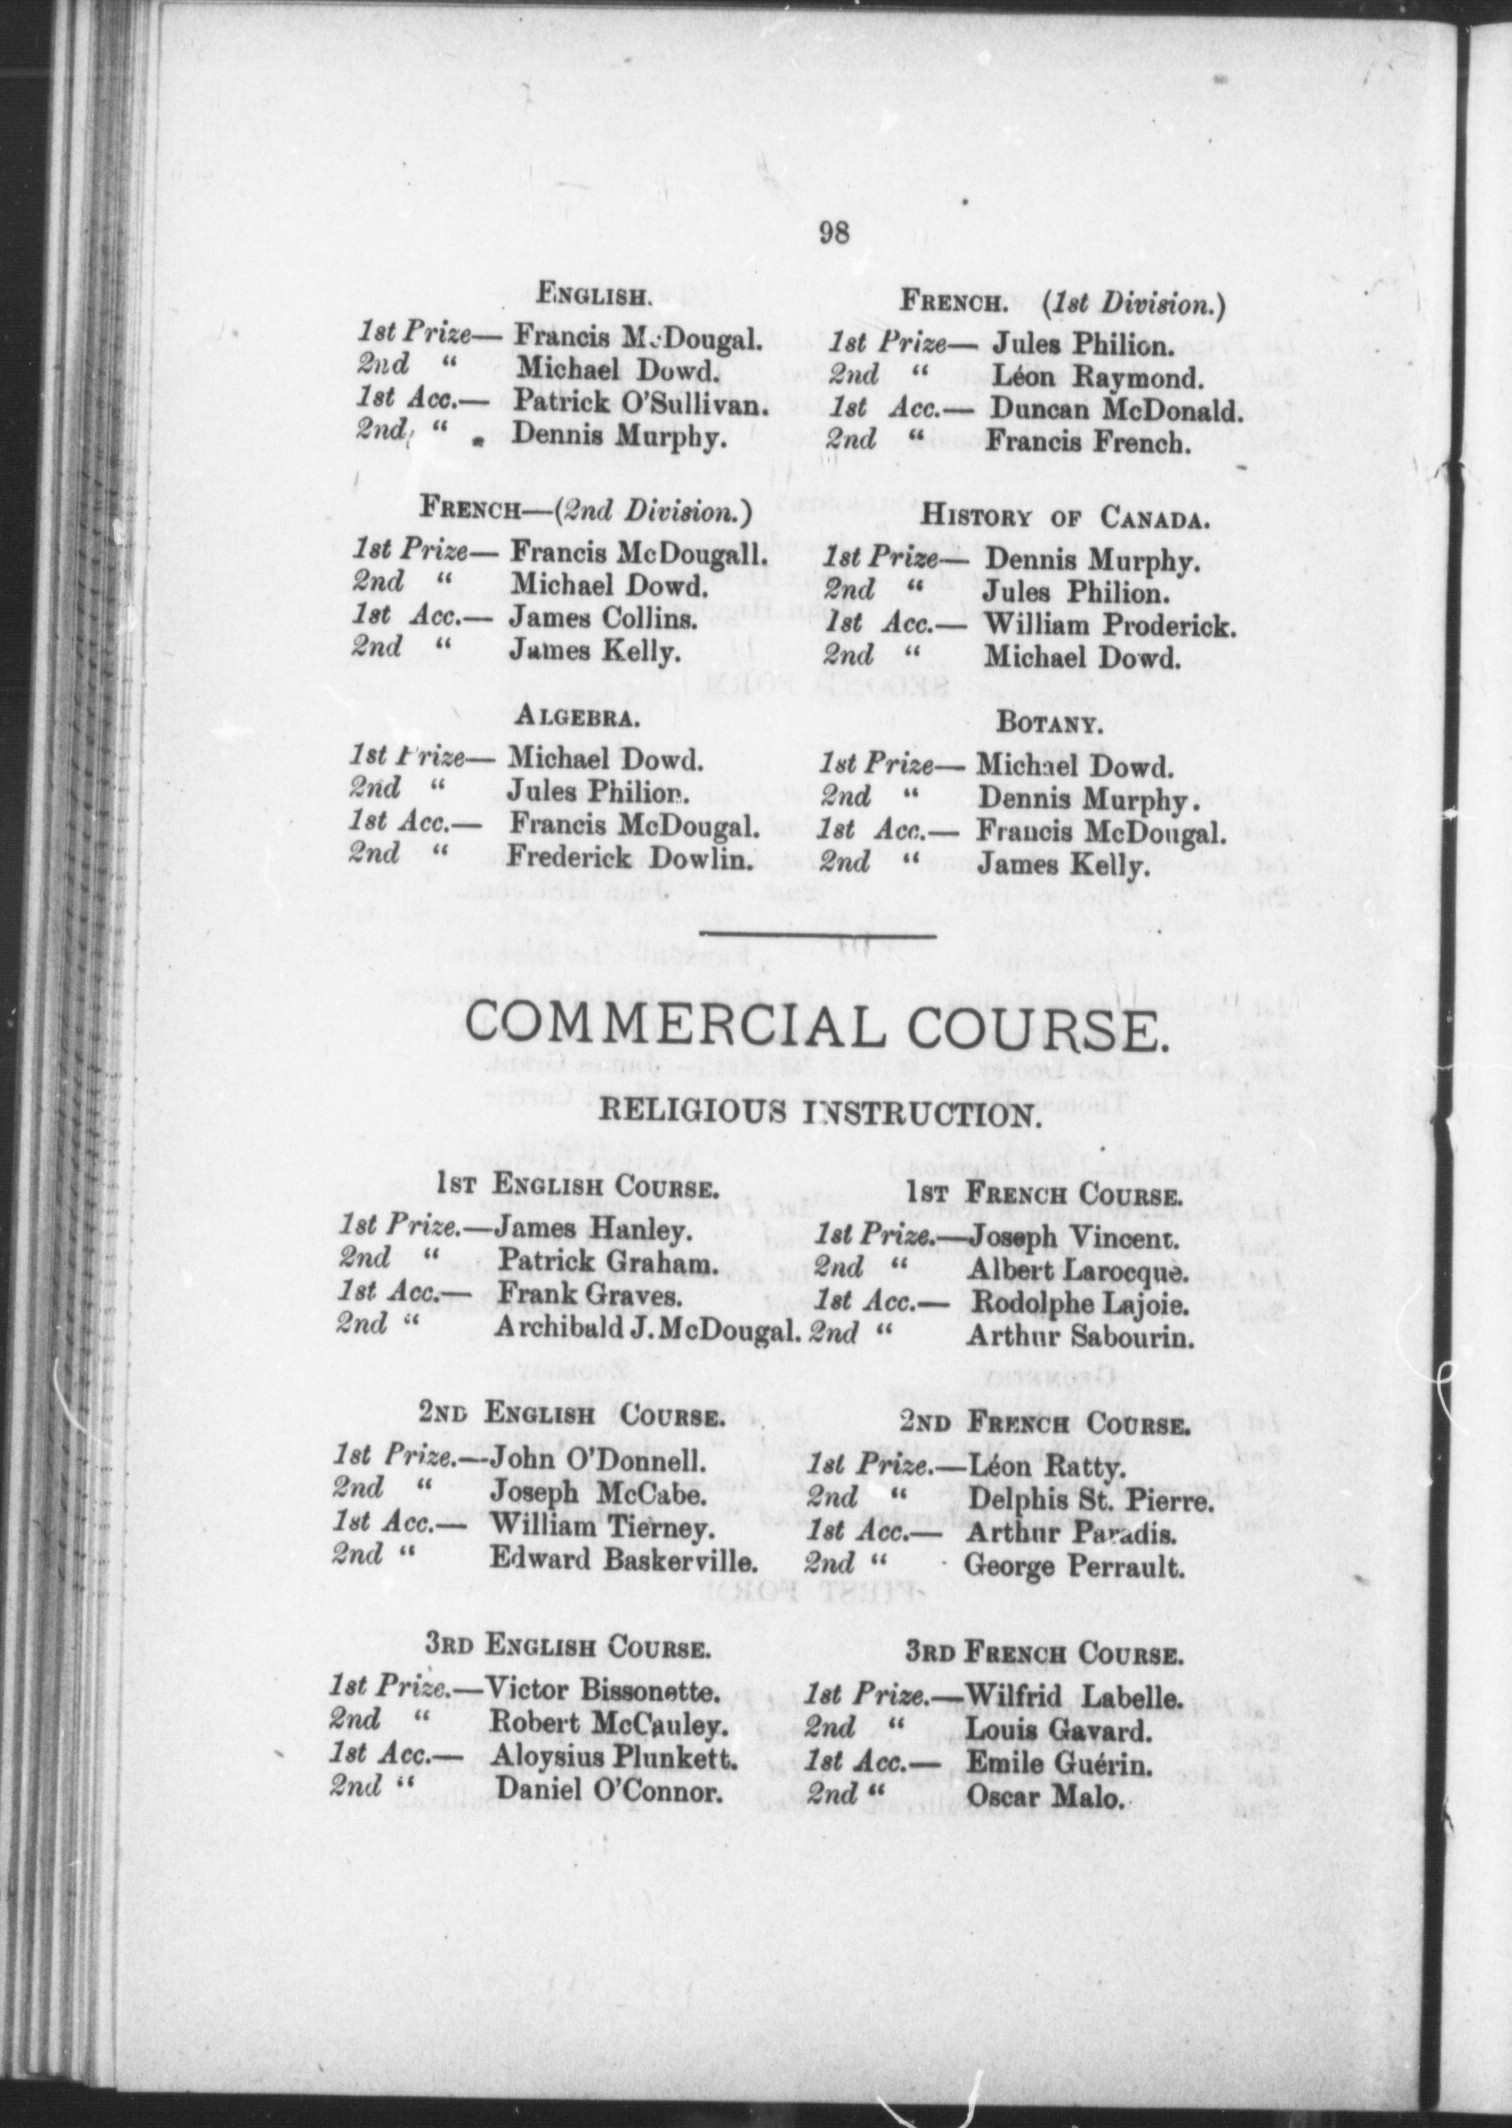 98
ENGLISH.
1st Prize— Francis McDougal.
2nd “ Michael Dowd.
1st Acc.— Patrick O'Sullivan.
2nd “ Dennis Murphy.
FRENCH. (1st Division.)
1st Prize— Jules Philion.
2nd “ Léon Raymond.
1st Acc.— Duncan McDonald.
2nd “ Francis French.
FRENCH—(2nd Division.)
1st Prize— Francis McDougall.
2nd “ Michael Dowd.
1st Acc.— James Collins.
2nd “ James Kelly.
HISTORY OF CANADA.
1st Prize— Dennis Murphy.
2nd “ Jules Philion.
1st Acc.— William Proderick.
2nd “ Michael Dowd.
ALGEBRA.
1st Prize— Michael Dowd.
2nd “ Jules Philion.
1st Acc.— Francis McDougal.
2nd “ Frederick Dowlin.
BOTANY.
1st Prize— Michael Dowd.
2nd “ Dennis Murphy.
1st Acc.— Francis McDougal.
2nd “ James Kelly.
COMMERCIAL COURSE.
RELIGIOUS INSTRUCTION.
1ST ENGLISH COURSE.
1st Prize.—James Hanley.
2nd “ Patrick Graham.
1st Acc.— Frank Graves.
2nd “ Archibald J. McDougal.
1ST FRENCH COURSE.
1st Prize.—Joseph Vincent.
2nd “ Albert Larocque.
1st Acc.— Rodolphe Lajoie.
2nd “ Arthur Sabourin.
2ND ENGLISH COURSE.
1st Prize.—John O'Donnell.
2nd “ Joseph McCabe.
1st Acc.— William Tierney.
2nd “ Edward Baskerville.
2ND FRENCH COURSE.
1st Prize.—Léon Ratty.
2nd “ Delphis St. Pierre.
1st Acc.— Arthur Paradis.
2nd “ George Perrault.
3RD ENGLISH COURSE.
1st Prize.—Victor Bissonette.
2nd “ Robert McCauley.
1st Acc.— Aloysius Plunkett.
2nd “ Daniel O'Connor.
3RD FRENCH COURSE.
1st Prize.—Wilfrid Labelle.
2nd “ Louis Gavard.
1st Acc.— Emile Guérin.
2nd “ Oscar Malo.